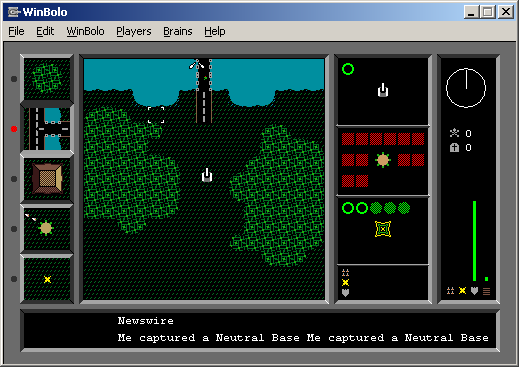 WinBolo
File Edit WinBolo Players Brains Help
0
0
Newswire
Me captured a Neutral Base Me captured a Neutral Base